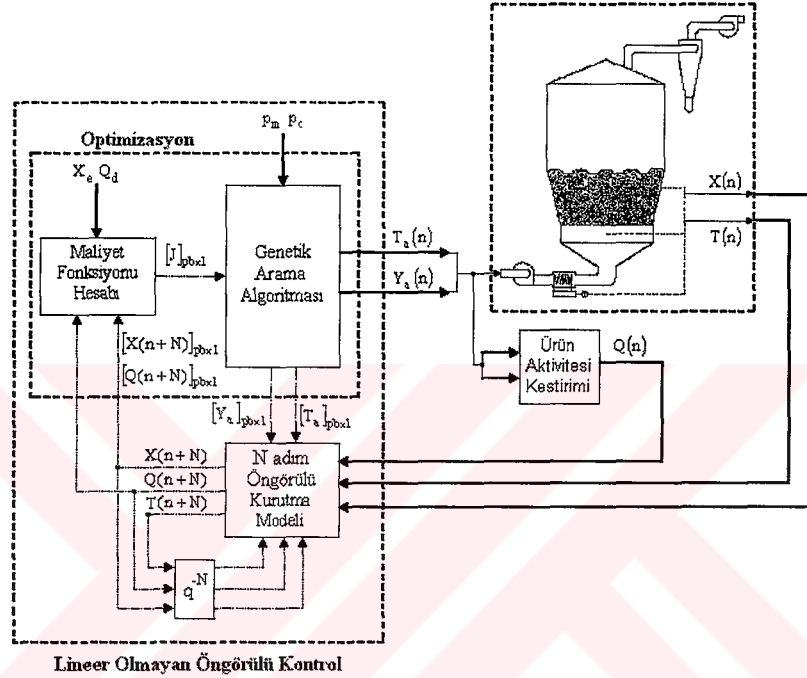 Optimizasyon
p_m p_c
X_e Q_d
Maliyet
Fonksiyonu
Hesabı
[J]_pbx1
Genetik
Arama
Algoritması
T_a(n)
Y_a(n)
X(n)
T(n)
[X(n+N)]_pbx1
[Q(n+N)]_pbx1
Ürün
Aktivitesi
Kestirimi
Q(n)
[Y_a]_pbx1
[T_a]_pbx1
X(n+N)
Q(n+N)
T(n+N)
N adım
Öngörülü
Kurutma
Modeli
q^-N
Lineer Olmayan Öngörülü Kontrol